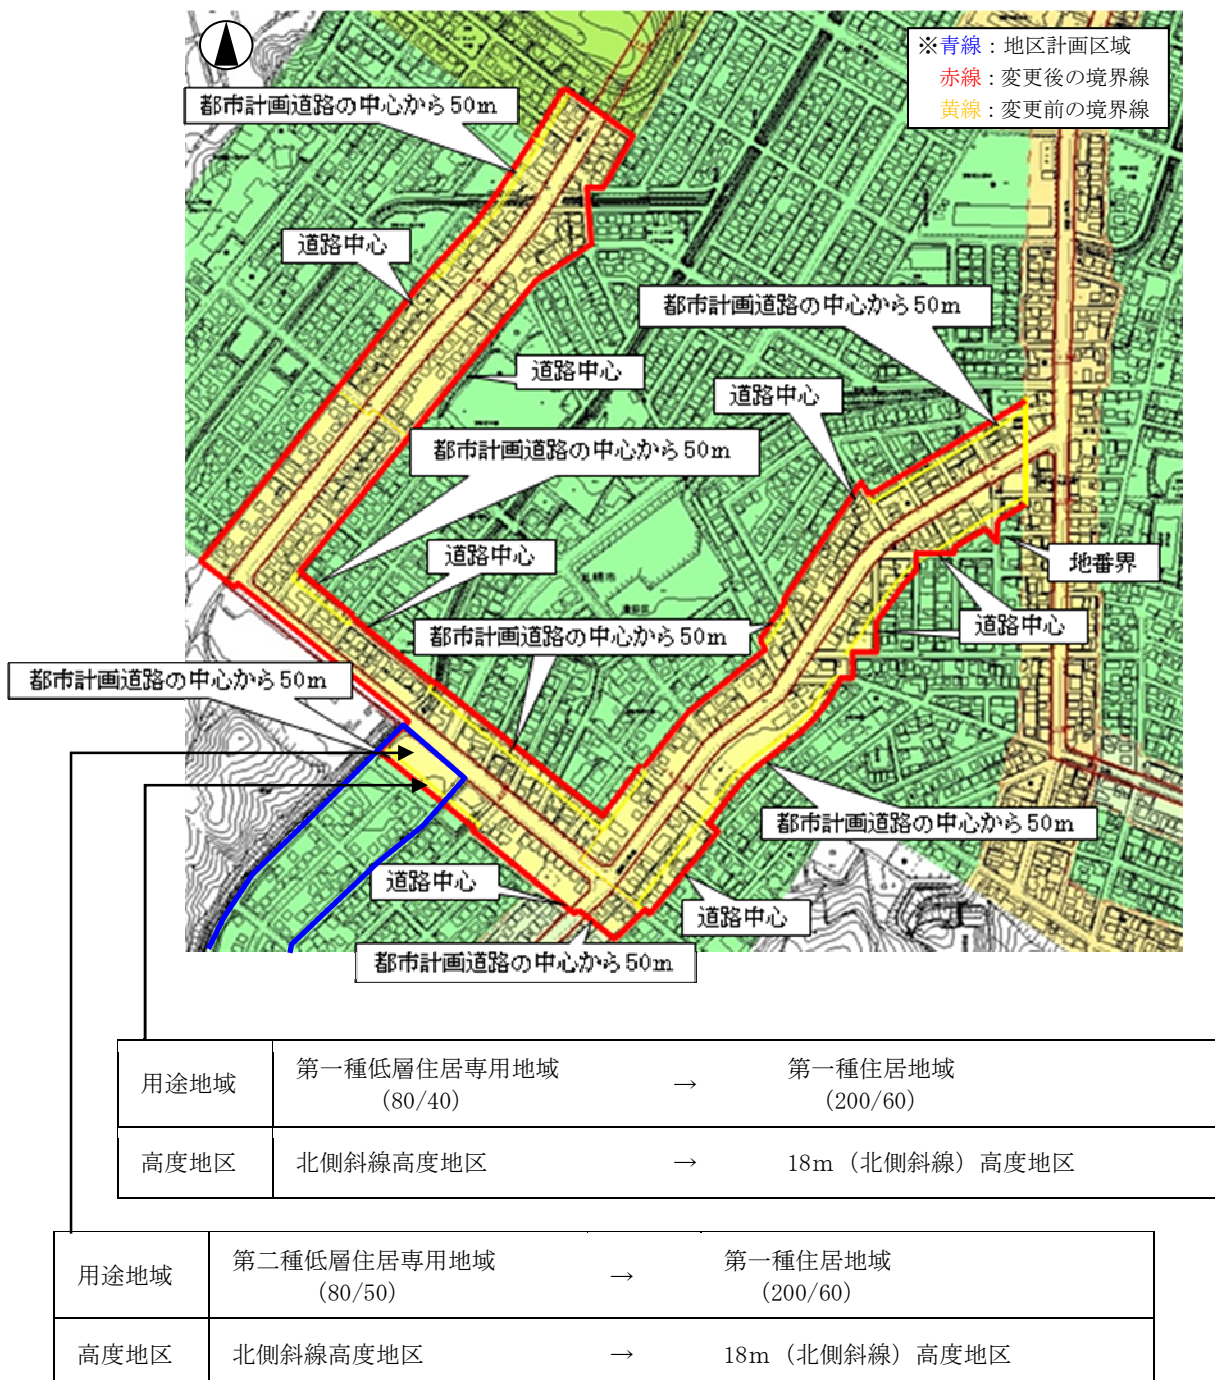 ※青線：地区計画区域
赤線：変更後の境界線
黄線：変更前の境界線
都市計画道路の中心から50m
道路中心
都市計画道路の中心から50m
道路中心
道路中心
都市計画道路の中心から50m
道路中心
地番界
都市計画道路の中心から50m
道路中心
都市計画道路の中心から50m
都市計画道路の中心から50m
道路中心
道路中心
都市計画道路の中心から50m
用途地域
第一種低層住居専用地域
(80/40)
→
第一種住居地域
(200/60)
高度地区
北側斜線高度地区
→
18m（北側斜線）高度地区
用途地域
第二種低層住居専用地域
(80/50)
→
第一種住居地域
(200/60)
高度地区
北側斜線高度地区
→
18m（北側斜線）高度地区